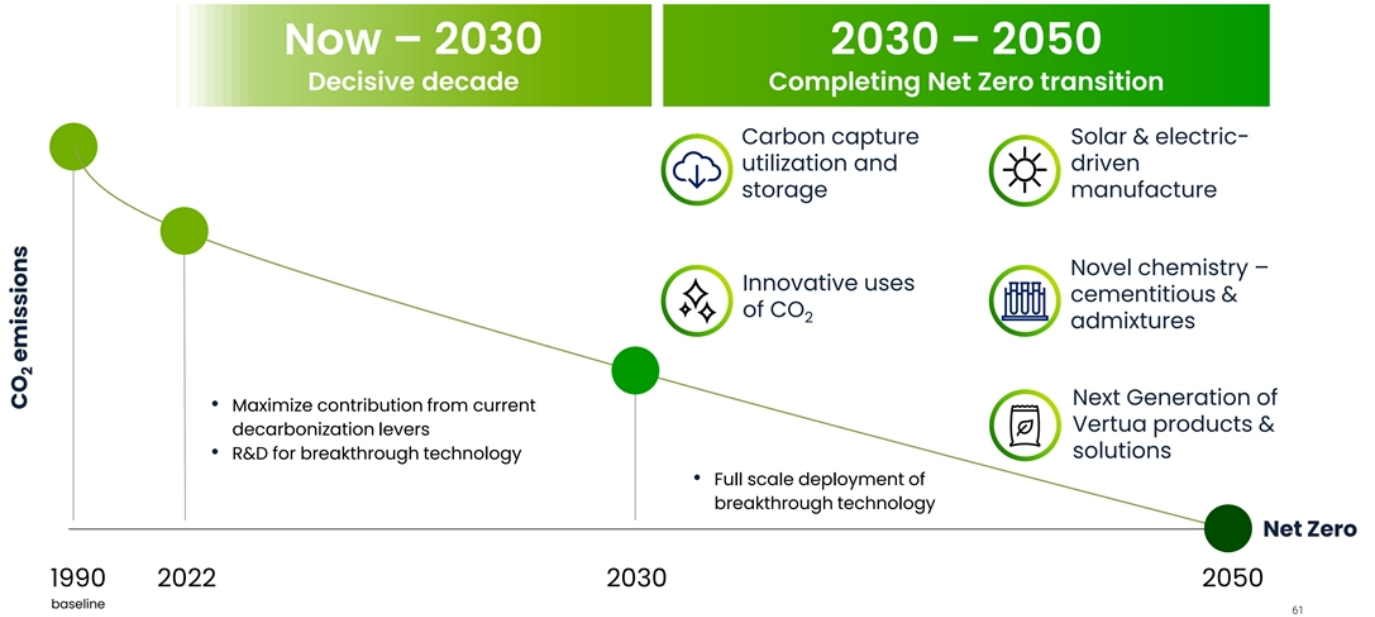 Now – 2030
Decisive decade
2030 – 2050
Completing Net Zero transition
Carbon capture
utilization and
storage
Solar & electric-
driven
manufacture
Innovative uses
of CO₂
Novel chemistry –
cementitious &
admixtures
Next Generation of
Vertua products &
solutions
CO₂ emissions
• Maximize contribution from current
decarbonization levers
• R&D for breakthrough technology
• Full scale deployment of
breakthrough technology
Net Zero
1990
baseline
2022
2030
2050
61